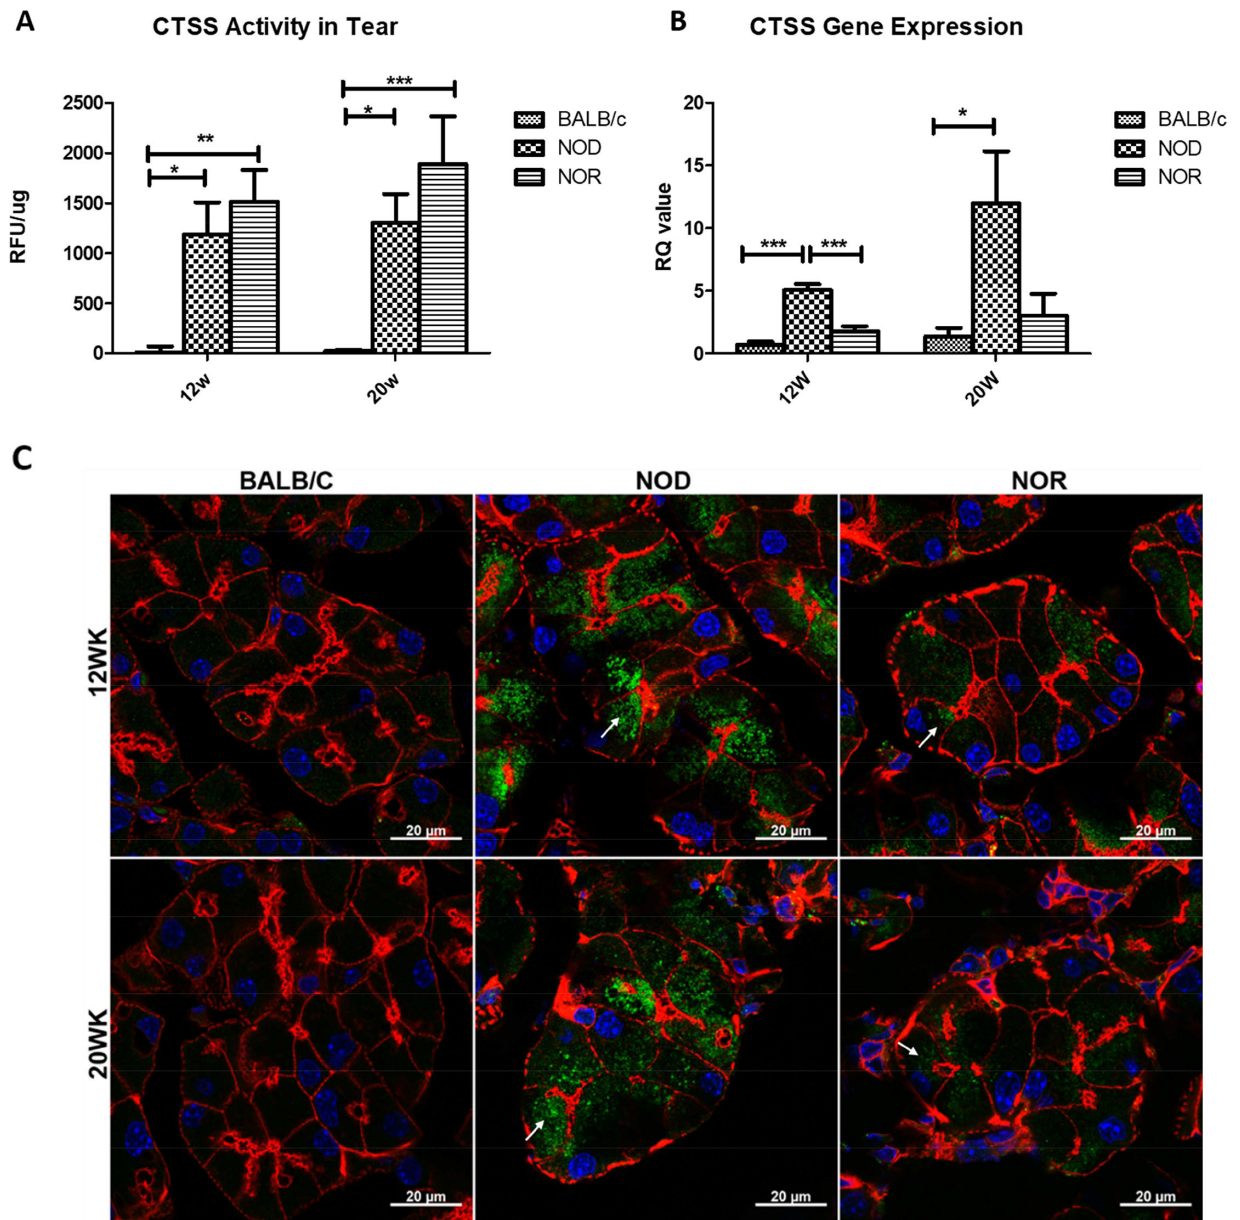 A
CTSS Activity in Tear
RFU/ug
2500
2000
1500
1000
500
0
**
*
***
*
12w
20w
BALB/c
NOD
NOR
B
CTSS Gene Expression
RQ value
20
15
10
5
0
*** ***
*
12W
20W
BALB/c
NOD
NOR
C
BALB/C NOD NOR
12WK
20 µm 20 µm 20 µm
20WK
20 µm 20 µm 20 µm